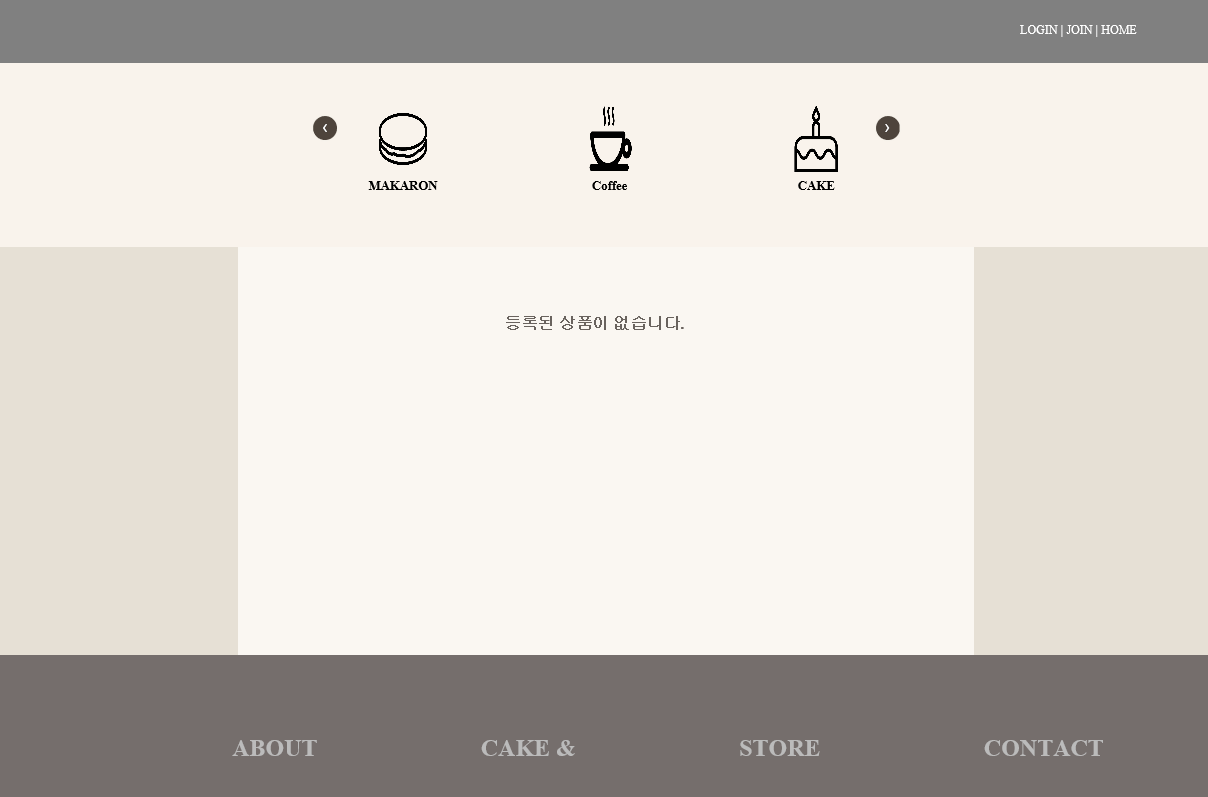 LOGIN | JOIN | HOME
MAKARON
Coffee
CAKE
등록된 상품이 없습니다.
ABOUT
CAKE &
STORE
CONTACT